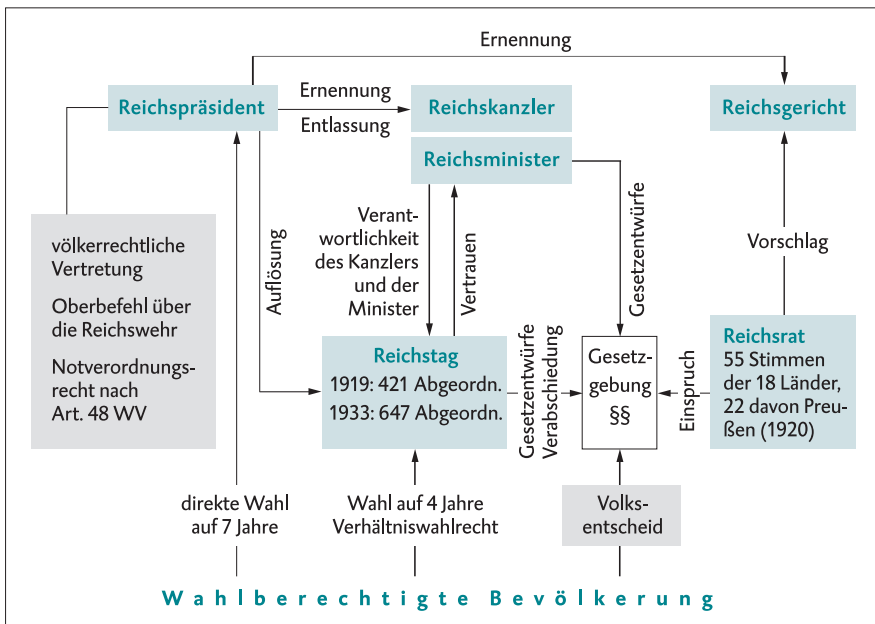 Ernennung
Reichspräsident
Ernennung
Entlassung
Reichskanzler
Reichsgericht
Reichsminister
völkerrechtliche
Vertretung
Oberbefehl über
die Reichswehr
Notverordnungs-
recht nach
Art. 48 WV
Auflösung
Verant-
wortlichkeit
des Kanzlers
und der
Minister
Vertrauen
Gesetzentwürfe
Vorschlag
Reichstag
1919: 421 Abgeordn.
1933: 647 Abgeordn.
Gesetzentwürfe
Verabschiedung
Gesetz-
gebung
§§
Einspruch
Reichsrat
55 Stimmen
der 18 Länder,
22 davon Preu-
ßen (1920)
direkte Wahl
auf 7 Jahre
Wahl auf 4 Jahre
Verhältniswahlrecht
Volks-
entscheid
Wahlberechtigte Bevölkerung